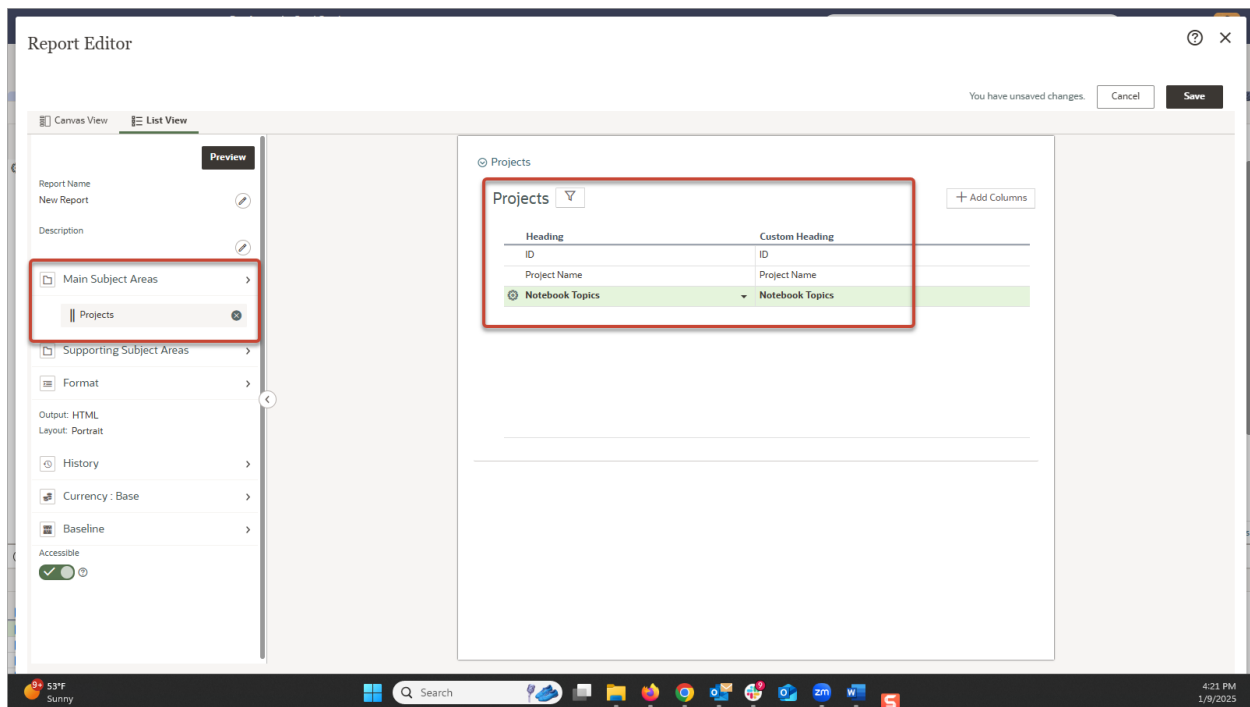 Report Editor
You have unsaved changes. Cancel Save
Canvas View List View
Preview
Report Name
New Report
Description
Main Subject Areas
Projects
Supporting Subject Areas
Format
Output: HTML
Layout: Portrait
History
Currency : Base
Baseline
Accessible
Projects
Projects
+ Add Columns
Heading Custom Heading
ID ID
Project Name Project Name
Notebook Topics Notebook Topics
9+ 53°F
Sunny
Search
9
zm
W
S
4:21 PM
1/9/2025